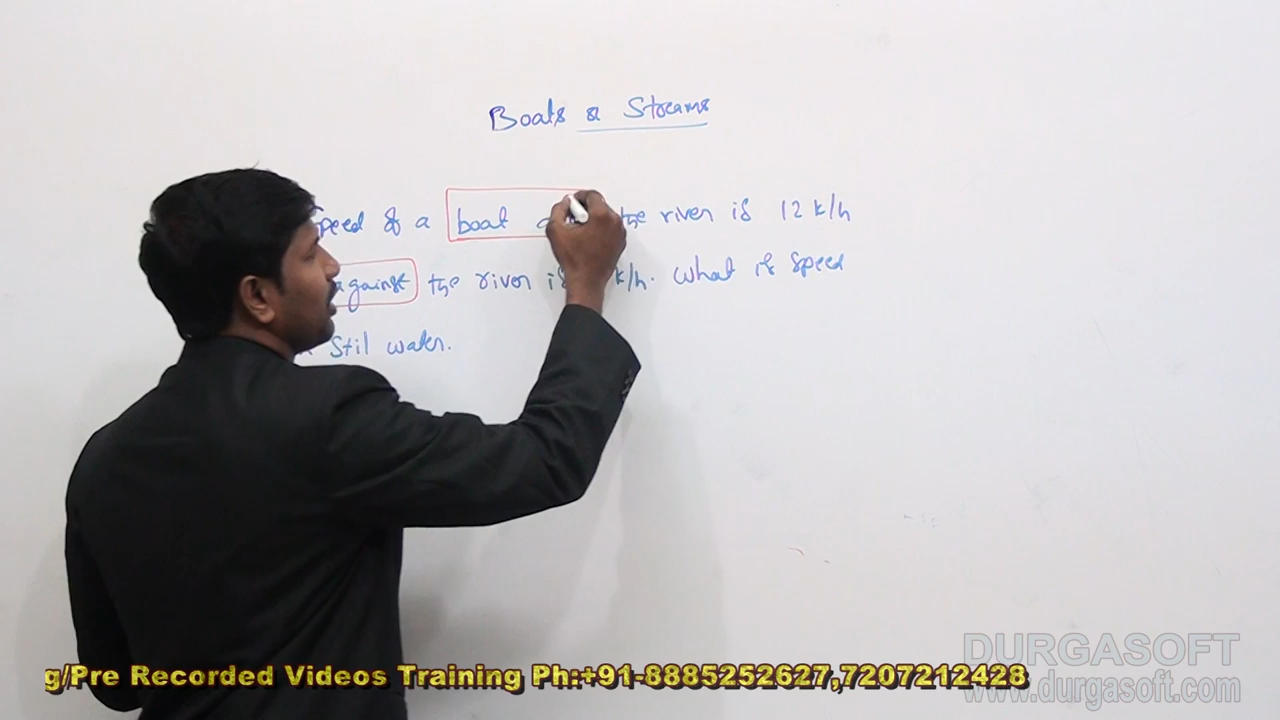 Boats & Streams
speed of a boat the river is 12 k/h
against the river is k/h. What is speed
Stil water.
g/Pre Recorded Videos Training Ph:+91-8885252627,7207212428
DURGASOFT
www.durgasoft.com